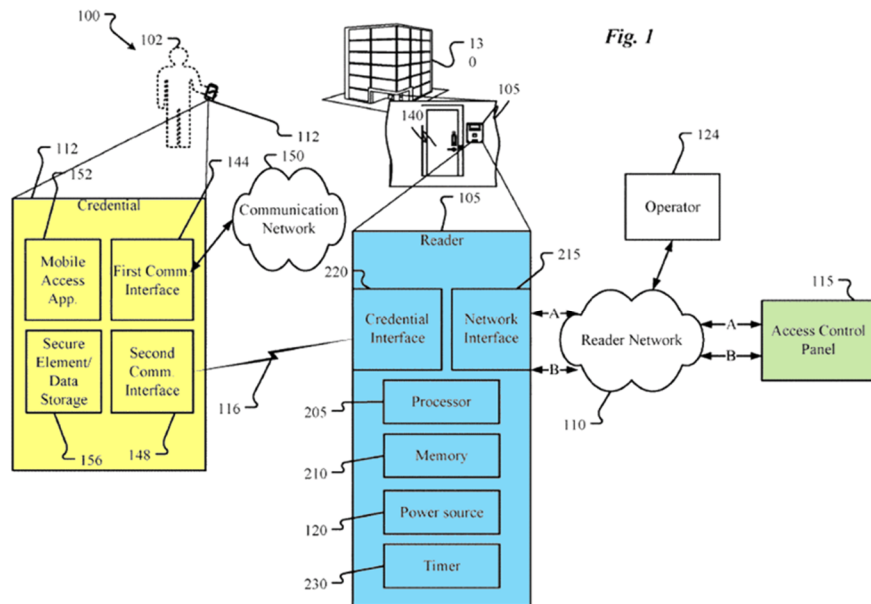 100
102
13
0
Fig. 1
105
112
140
112
152
144
150
124
Credential
Communication
Network
105
Operator
Mobile
Access
App.
First Comm
Interface
Reader
220
215
115
Credential
Interface
Network
Interface
A
B
Reader Network
A
B
Access Control
Panel
Secure
Element/
Data
Storage
Second
Comm.
Interface
116
110
156
148
205
Processor
210
Memory
120
Power source
230
Timer